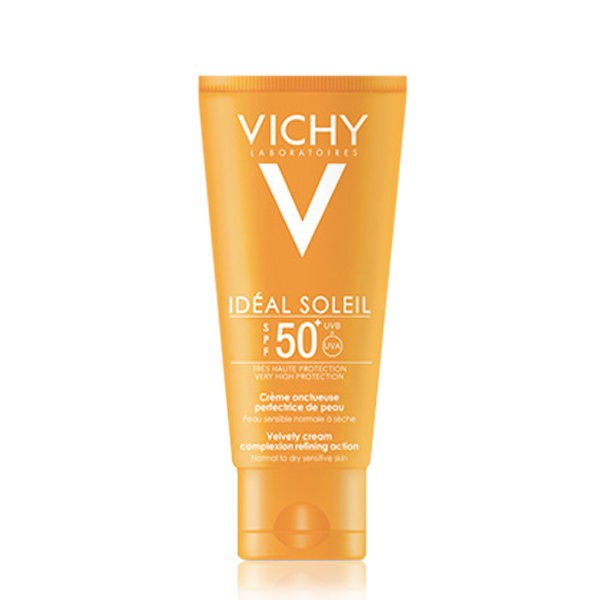 VICHY
LABORATOIRES
V
IDÉAL SOLEIL
SPF 50+ UVB + UVA
TRÈS HAUTE PROTECTION
VERY HIGH PROTECTION
Crème onctueuse
perfectrice de peau
Peau sensible normale à sèche
Velvety cream
complexion refining action
Normal to dry sensitive skin